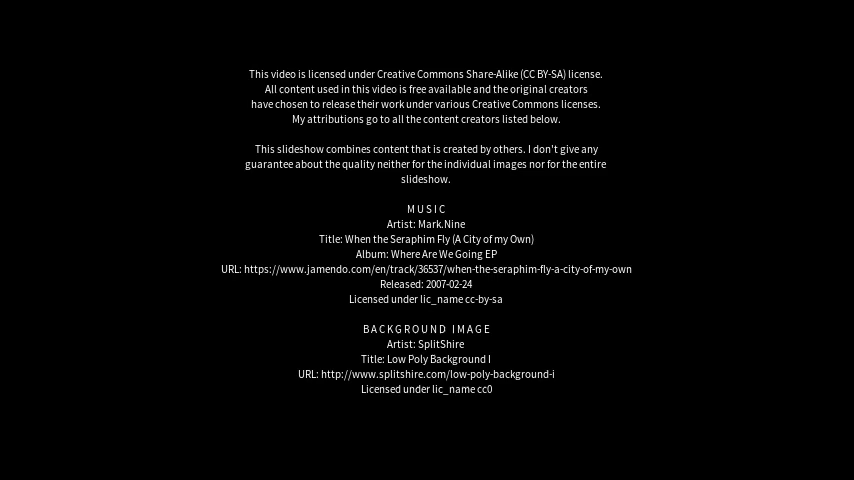 This video is licensed under Creative Commons Share-Alike (CC BY-SA) license.
All content used in this video is free available and the original creators
have chosen to release their work under various Creative Commons licenses.
My attributions go to all the content creators listed below.
This slideshow combines content that is created by others. I don't give any
guarantee about the quality neither for the individual images nor for the entire
slideshow.
MUSIC
Artist: Mark.Nine
Title: When the Seraphim Fly (A City of my Own)
Album: Where Are We Going EP
URL: https://www.jamendo.com/en/track/36537/when-the-seraphim-fly-a-city-of-my-own
Released: 2007-02-24
Licensed under lic_name cc-by-sa
BACKGROUND IMAGE
Artist: SplitShire
Title: Low Poly Background I
URL: http://www.splitshire.com/low-poly-background-i
Licensed under lic_name cc0